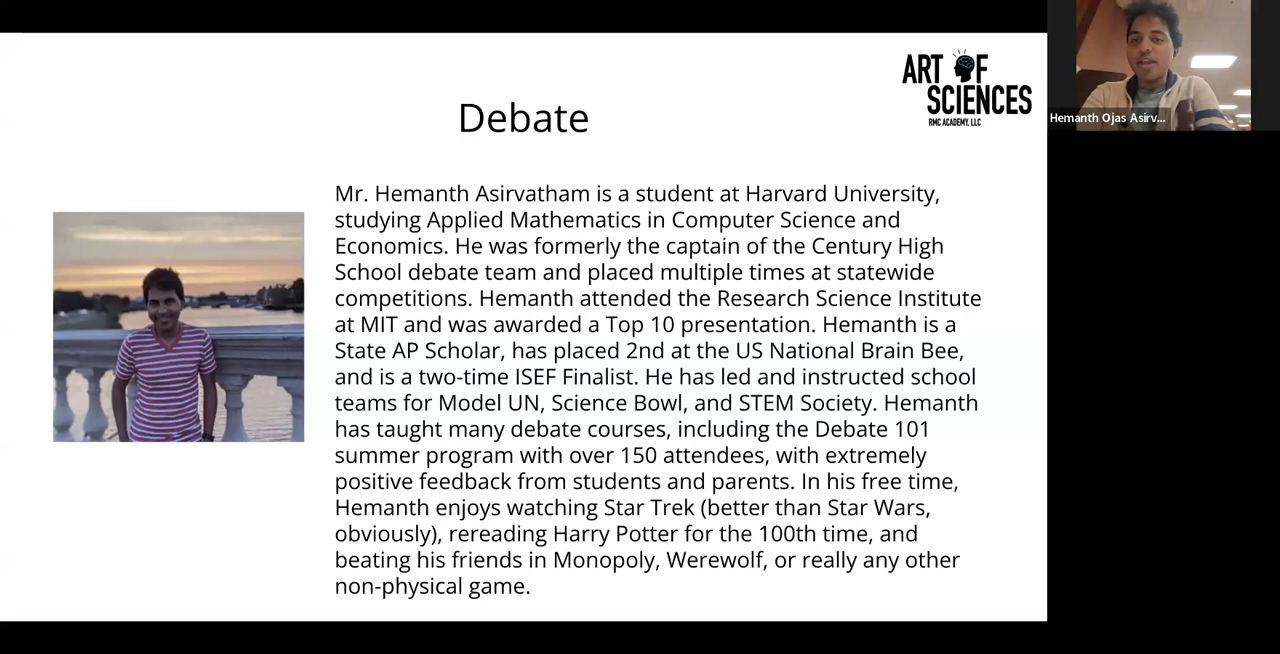 ART OF
SCIENCES
RMC ACADEMY, LLC
Hemanth Ojas Asirv...
Debate
Mr. Hemanth Asirvatham is a student at Harvard University,
studying Applied Mathematics in Computer Science and
Economics. He was formerly the captain of the Century High
School debate team and placed multiple times at statewide
competitions. Hemanth attended the Research Science Institute
at MIT and was awarded a Top 10 presentation. Hemanth is a
State AP Scholar, has placed 2nd at the US National Brain Bee,
and is a two-time ISEF Finalist. He has led and instructed school
teams for Model UN, Science Bowl, and STEM Society. Hemanth
has taught many debate courses, including the Debate 101
summer program with over 150 attendees, with extremely
positive feedback from students and parents. In his free time,
Hemanth enjoys watching Star Trek (better than Star Wars,
obviously), rereading Harry Potter for the 100th time, and
beating his friends in Monopoly, Werewolf, or really any other
non-physical game.